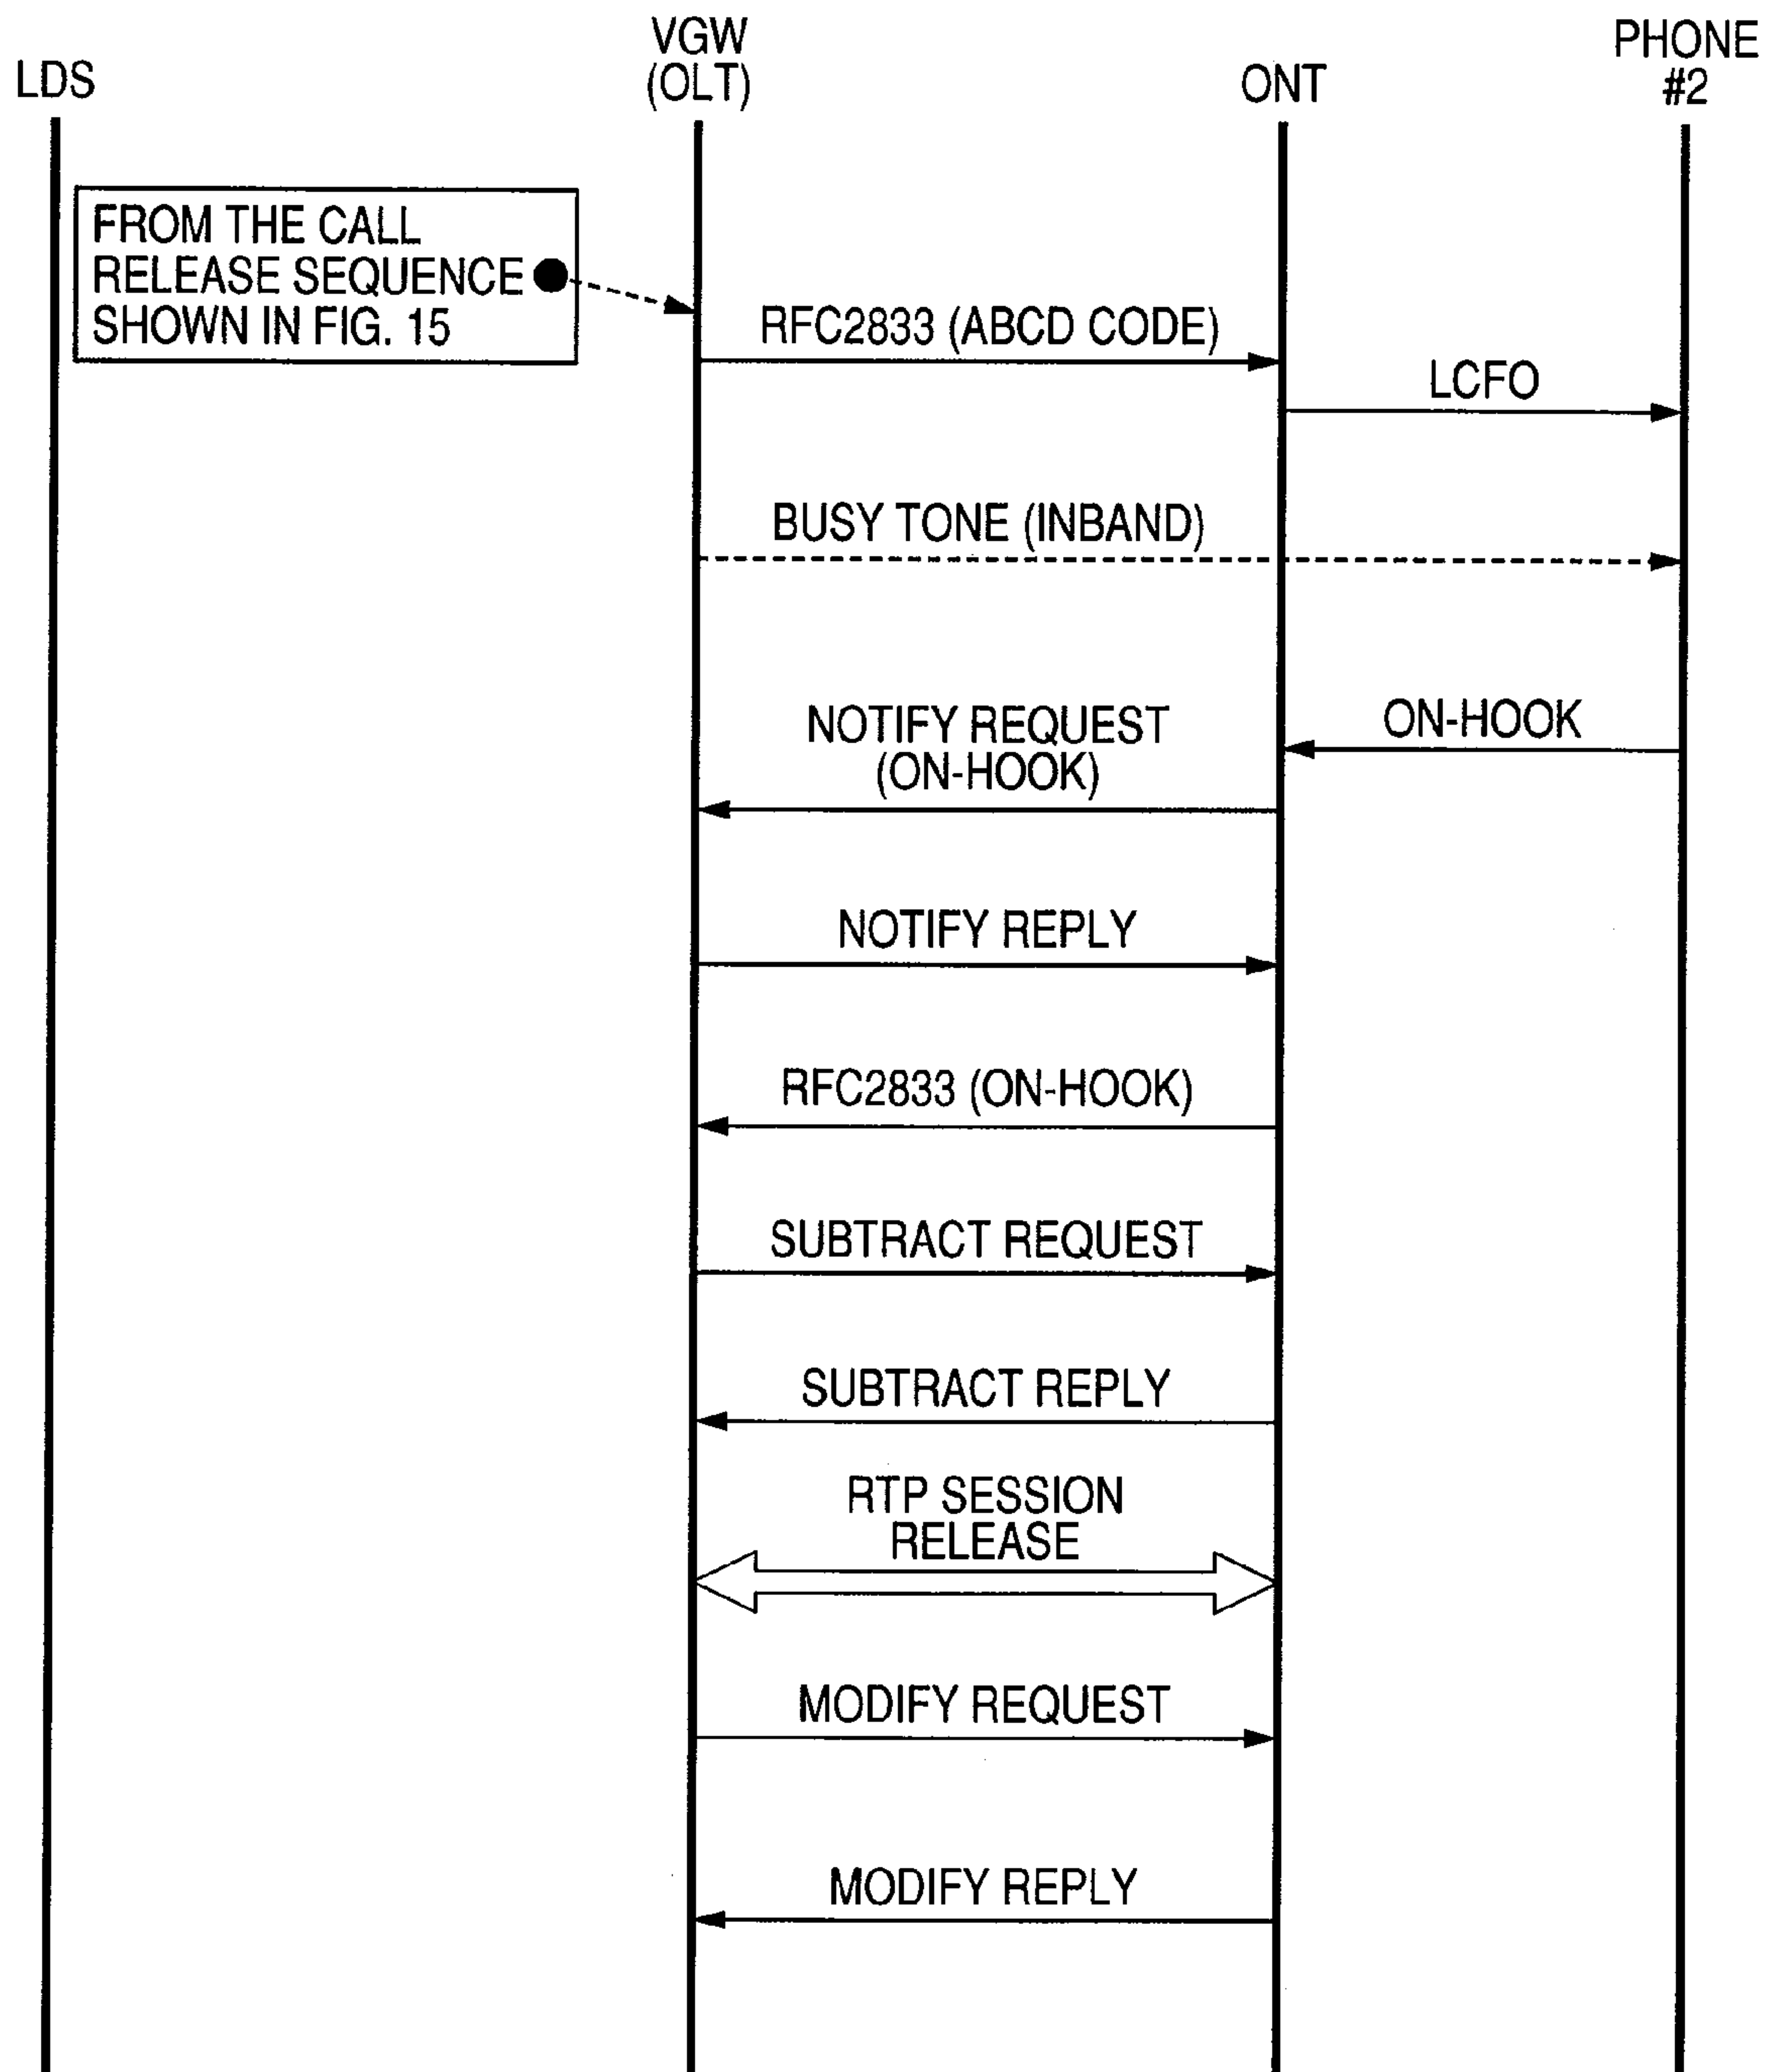 LDS
VGW
(OLT)
ONT
PHONE
#2
FROM THE CALL
RELEASE SEQUENCE
SHOWN IN FIG. 15
RFC2833 (ABCD CODE)
LCFO
BUSY TONE (INBAND)
ON-HOOK
NOTIFY REQUEST
(ON-HOOK)
NOTIFY REPLY
RFC2833 (ON-HOOK)
SUBTRACT REQUEST
SUBTRACT REPLY
RTP SESSION
RELEASE
MODIFY REQUEST
MODIFY REPLY